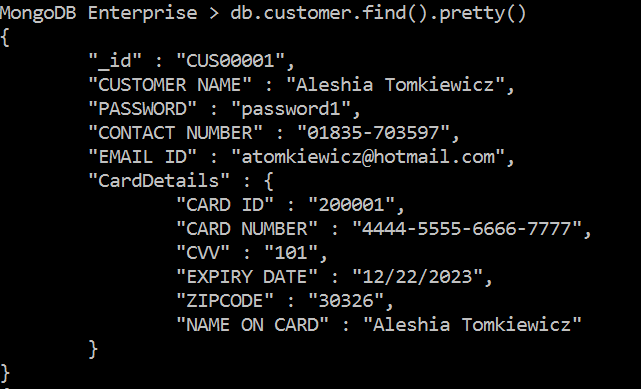 MongoDB Enterprise > db.customer.find().pretty()
{
        "_id" : "CUS00001",
        "CUSTOMER NAME" : "Aleshia Tomkiewicz",
        "PASSWORD" : "password1",
        "CONTACT NUMBER" : "01835-703597",
        "EMAIL ID" : "atomkiewicz@hotmail.com",
        "CardDetails" : {
                "CARD ID" : "200001",
                "CARD NUMBER" : "4444-5555-6666-7777",
                "CVV" : "101",
                "EXPIRY DATE" : "12/22/2023",
                "ZIPCODE" : "30326",
                "NAME ON CARD" : "Aleshia Tomkiewicz"
        }
}